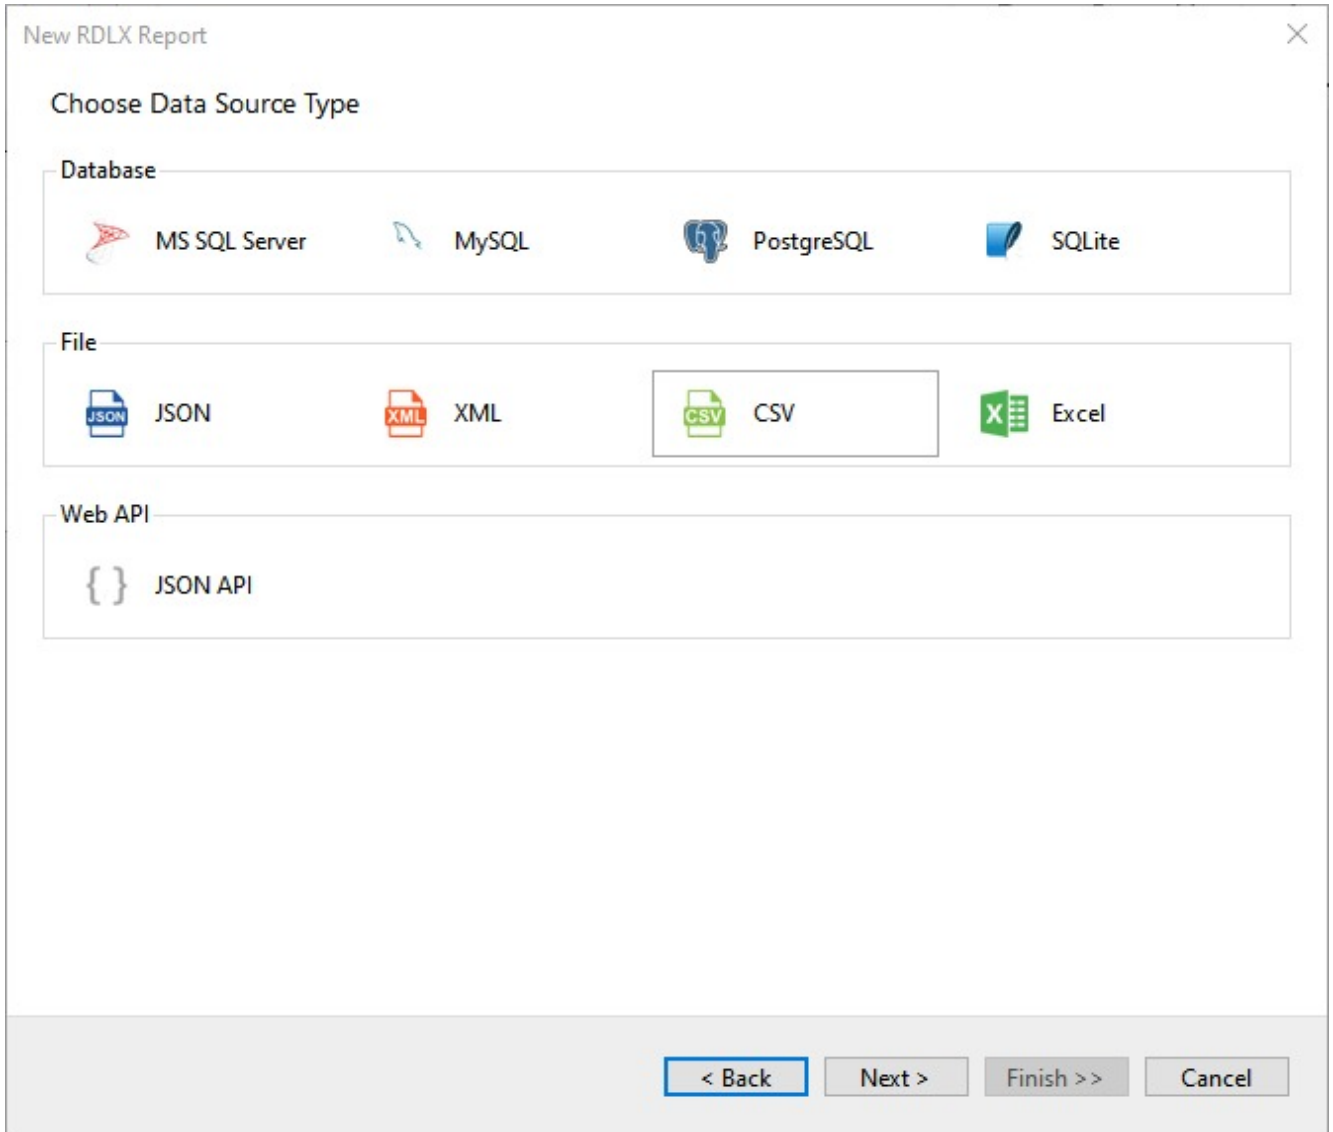 New RDLX Report
Choose Data Source Type
Database
MS SQL Server MySQL PostgreSQL SQLite
File
JSON JSON XML XML CSV CSV Excel
Web API
{ } JSON API
< Back Next > Finish >> Cancel